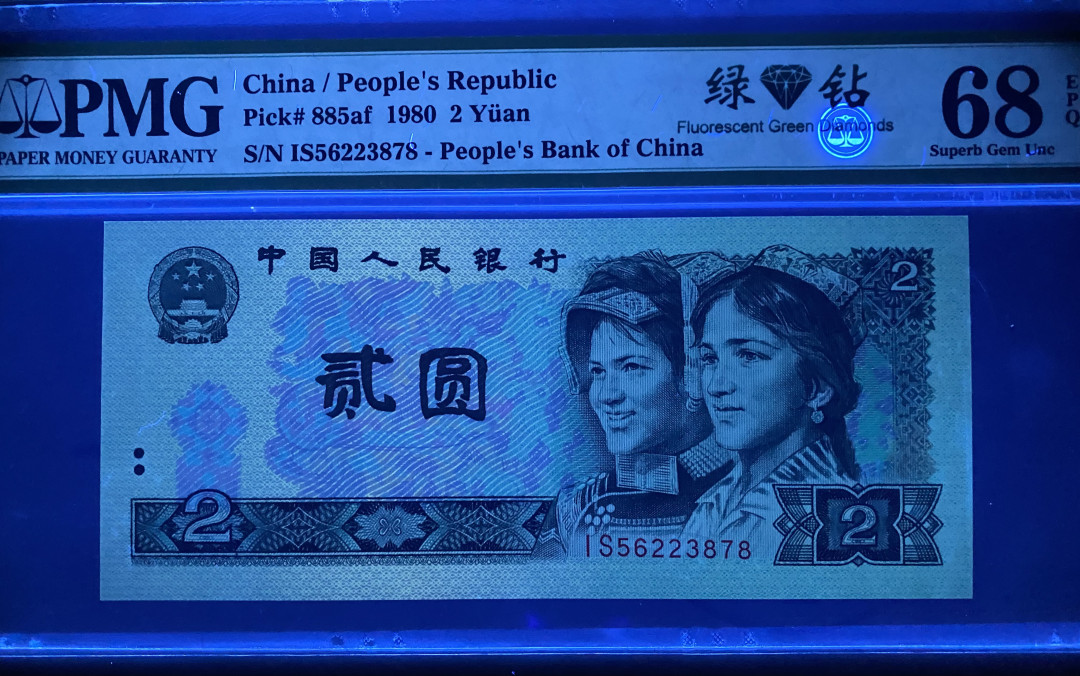 PMG
PAPER MONEY GUARANTY
China / People's Republic
Pick# 885af 1980 2 Yüan
S/N IS56223878 - People's Bank of China
绿 钻
Fluorescent Green Diamonds
68
Superb Gem Unc
E
P
Q
中国人民银行
2
贰圆
2
IS56223878
2